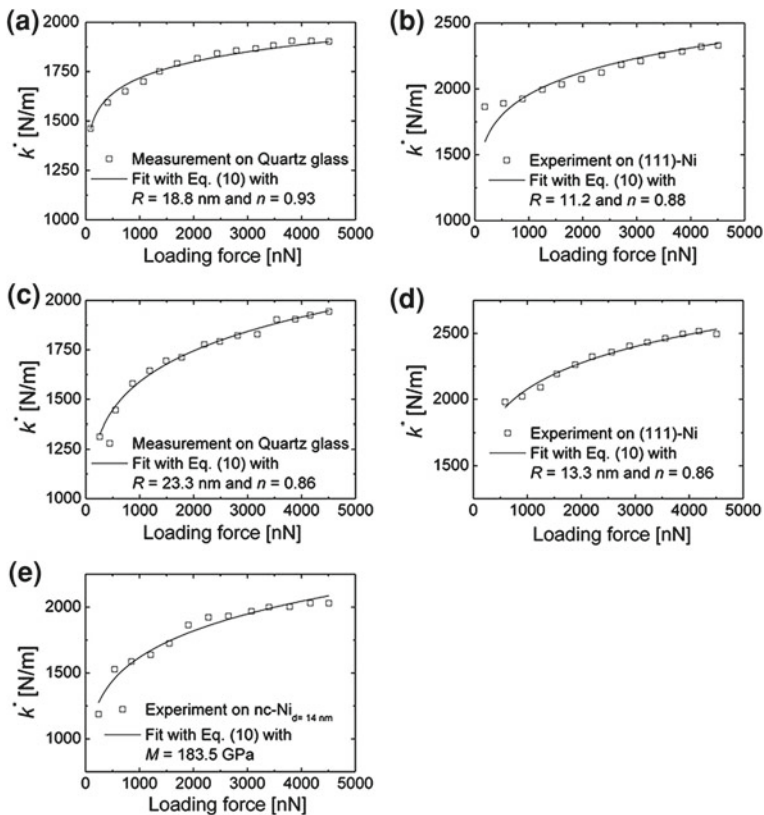 (a)
k* [N/m]
2000
1750
1500
1250
1000
Measurement on Quartz glass
Fit with Eq. (10) with
R = 18.8 nm and n = 0.93
0 1000 2000 3000 4000 5000
Loading force [nN]
(b)
k* [N/m]
2500
2000
1500
1000
Experiment on (111)-Ni
Fit with Eq. (10) with
R = 11.2 and n = 0.88
0 1000 2000 3000 4000 5000
Loading force [nN]
(c)
k* [N/m]
2000
1750
1500
1250
1000
Measurement on Quartz glass
Fit with Eq. (10) with
R = 23.3 nm and n = 0.86
0 1000 2000 3000 4000 5000
Loading force [nN]
(d)
k* [N/m]
2500
2000
1500
Experiment on (111)-Ni
Fit with Eq. (10) with
R = 13.3 nm and n = 0.86
0 1000 2000 3000 4000 5000
Loading force [nN]
(e)
k* [N/m]
2000
1500
1000
Experiment on nc-Ni d= 14 nm
Fit with Eq. (10) with
M = 183.5 GPa
0 1000 2000 3000 4000 5000
Loading force [nN]